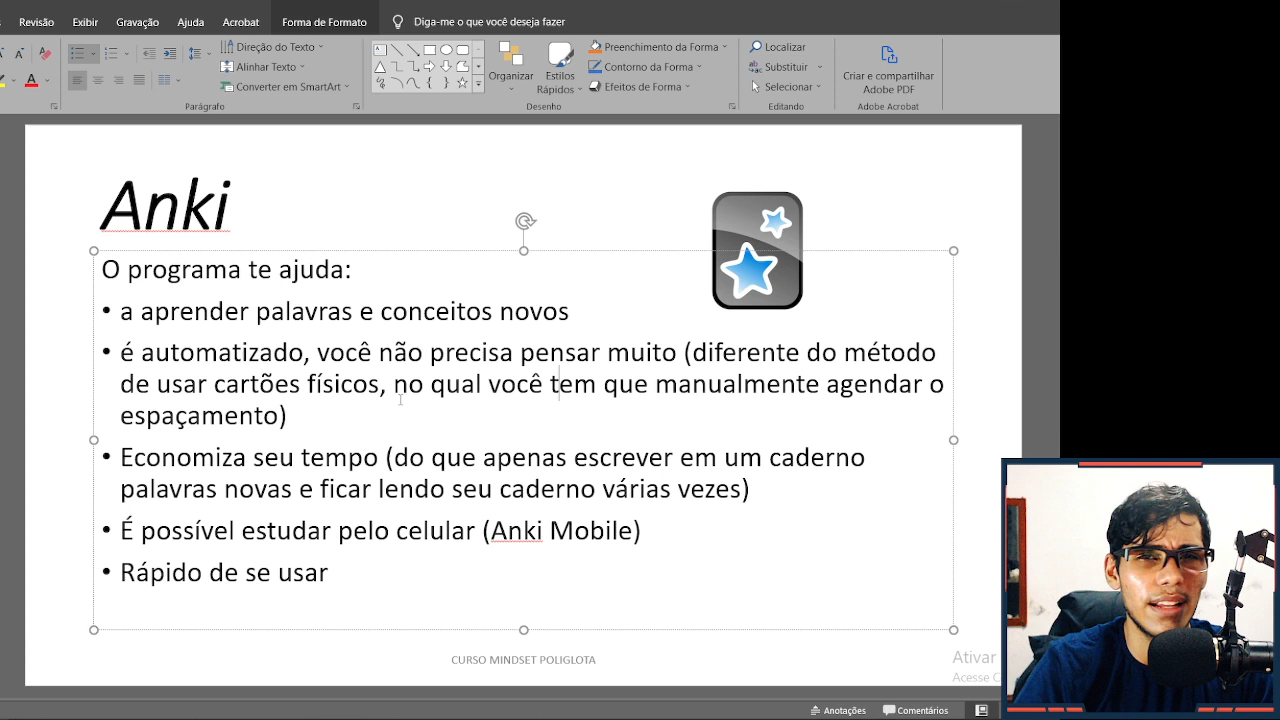 Revisão Exibir Gravação Ajuda Acrobat Forma de Formato Diga-me o que você deseja fazer
Direção do Texto
Alinhar Texto
Converter em SmartArt
Parágrafo
Organizar
Estilos
Rápidos
Preenchimento da Forma
Contorno da Forma
Efeitos de Forma
Desenho
Localizar
Substituir
Selecionar
Editando
Criar e compartilhar
Adobe PDF
Adobe Acrobat
Anki
O programa te ajuda:
• a aprender palavras e conceitos novos
• é automatizado, você não precisa pensar muito (diferente do método
de usar cartões físicos, no qual você tem que manualmente agendar o
espaçamento)
• Economiza seu tempo (do que apenas escrever em um caderno
palavras novas e ficar lendo seu caderno várias vezes)
• É possível estudar pelo celular (Anki Mobile)
• Rápido de se usar
CURSO MINDSET POLIGLOTA
Ativar
Acesse C
Anotações Comentários